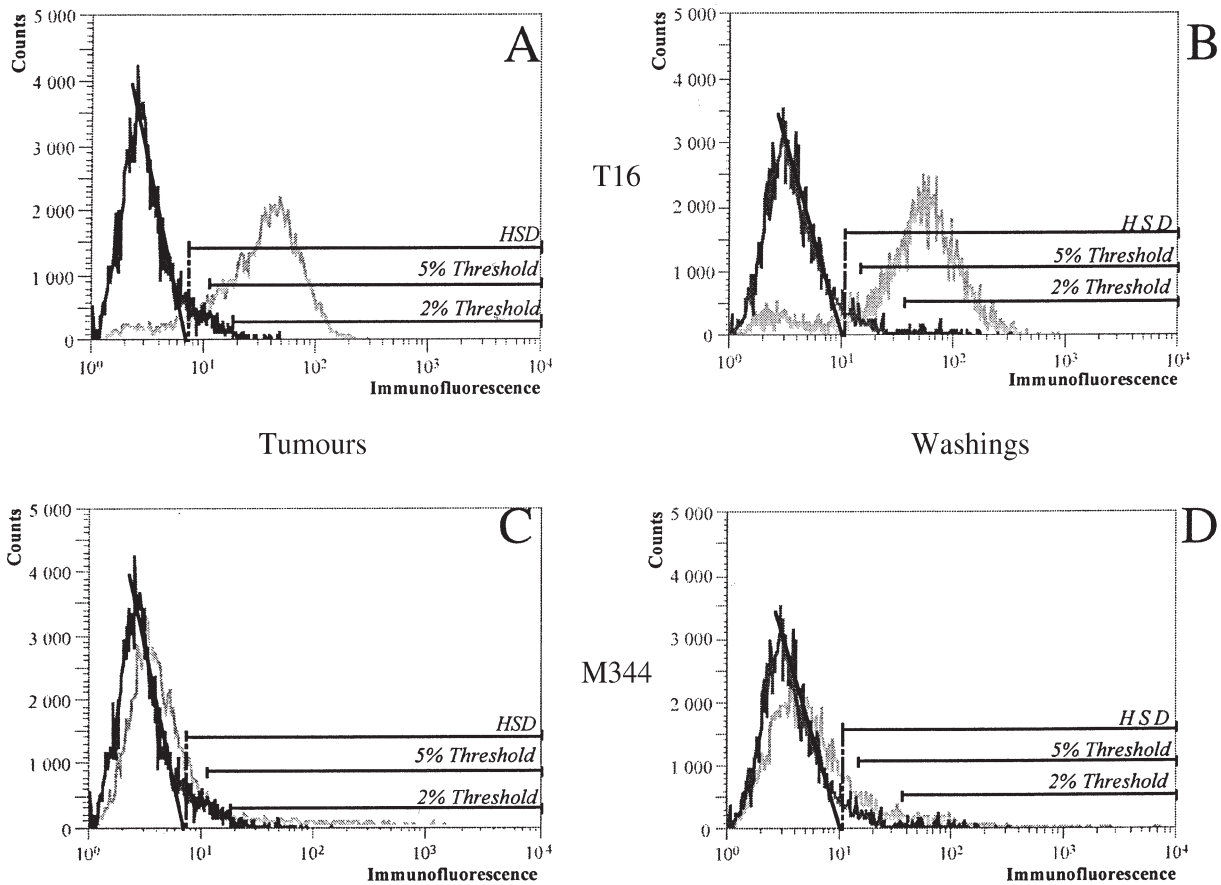 A
Counts
5 000
4 000
3 000
2 000
1 000
0
HSD
5% Threshold
2% Threshold
10⁰ 10¹ 10² 10³ 10⁴
Immunofluorescence
T16
B
Counts
5 000
4 000
3 000
2 000
1 000
0
H S D
5% Threshold
2% Threshold
10⁰ 10¹ 10² 10³ 10⁴
Immunofluorescence
Tumours
Washings
C
Counts
5 000
4 000
3 000
2 000
1 000
0
HSD
5% Threshold
2% Threshold
10⁰ 10¹ 10² 10³ 10⁴
Immunofluorescence
M344
D
Counts
5 000
4 000
3 000
2 000
1 000
0
H S D
5% Threshold
2% Threshold
10⁰ 10¹ 10² 10³ 10⁴
Immunofluorescence